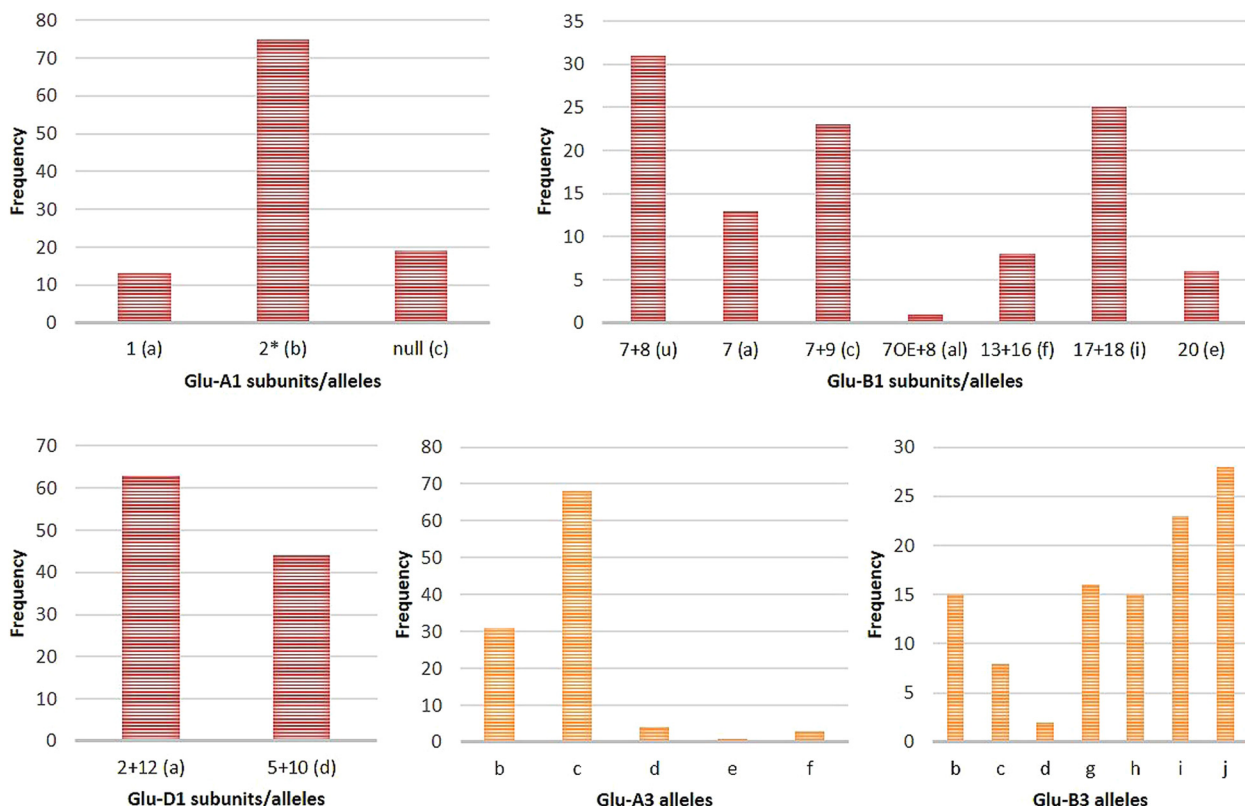 80
70
60
50
40
30
20
10
0
Frequency
1 (a) 2* (b) null (c)
Glu-A1 subunits/alleles
35
30
25
20
15
10
5
0
Frequency
7+8 (u) 7 (a) 7+9 (c) 7OE+8 (al) 13+16 (f) 17+18 (i) 20 (e)
Glu-B1 subunits/alleles
70
60
50
40
30
20
10
0
Frequency
2+12 (a) 5+10 (d)
Glu-D1 subunits/alleles
80
70
60
50
40
30
20
10
0
Frequency
b c d e f
Glu-A3 alleles
30
25
20
15
10
5
0
Frequency
b c d g h i j
Glu-B3 alleles